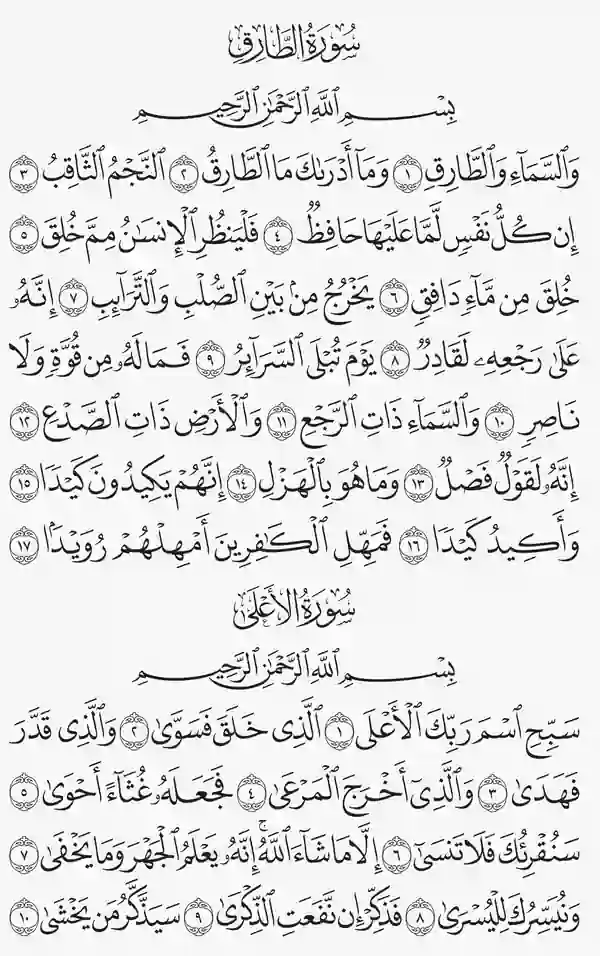 سُورَةُ الطَّارِقِ
بِسْمِ اللَّهِ الرَّحْمَٰنِ الرَّحِيمِ
وَالسَّمَاءِ وَالطَّارِقِ ١ وَمَا أَدْرَىٰكَ مَا الطَّارِقُ ٢ النَّجْمُ الثَّاقِبُ ٣
إِن كُلُّ نَفْسٍ لَّمَّا عَلَيْهَا حَافِظٌ ٤ فَلْيَنظُرِ الْإِنسَٰنُ مِمَّ خُلِقَ ٥
خُلِقَ مِن مَّاءٍ دَافِقٍ ٦ يَخْرُجُ مِنۢ بَيْنِ الصُّلْبِ وَالتَّرَائِبِ ٧ إِنَّهُۥ
عَلَىٰ رَجْعِهِۦ لَقَادِرٌ ٨ يَوْمَ تُبْلَى السَّرَائِرُ ٩ فَمَا لَهُۥ مِن قُوَّةٍ وَلَا
نَاصِرٍ ١٠ وَالسَّمَاءِ ذَاتِ الرَّجْعِ ١١ وَالْأَرْضِ ذَاتِ الصَّدْعِ ١٢
إِنَّهُۥ لَقَوْلٌ فَصْلٌ ١٣ وَمَا هُوَ بِالْهَزْلِ ١٤ إِنَّهُمْ يَكِيدُونَ كَيْدًا ١٥
وَأَكِيدُ كَيْدًا ١٦ فَمَهِّلِ الْكَٰفِرِينَ أَمْهِلْهُمْ رُوَيْدًۢا ١٧
سُورَةُ الأَعْلَىٰ
بِسْمِ اللَّهِ الرَّحْمَٰنِ الرَّحِيمِ
سَبِّحِ اسْمَ رَبِّكَ الْأَعْلَى ١ الَّذِي خَلَقَ فَسَوَّىٰ ٢ وَالَّذِي قَدَّرَ
فَهَدَىٰ ٣ وَالَّذِي أَخْرَجَ الْمَرْعَىٰ ٤ فَجَعَلَهُۥ غُثَاءً أَحْوَىٰ ٥
سَنُقْرِئُكَ فَلَا تَنسَىٰ ٦ إِلَّا مَا شَاءَ اللَّهُ ۚ إِنَّهُۥ يَعْلَمُ الْجَهْرَ وَمَا يَخْفَىٰ ٧
وَنُيَسِّرُكَ لِلْيُسْرَىٰ ٨ فَذَكِّرْ إِن نَّفَعَتِ الذِّكْرَىٰ ٩ سَيَذَّكَّرُ مَن يَخْشَىٰ ١٠